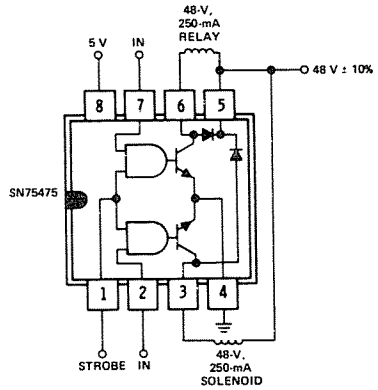 48-V,
250-mA
RELAY
5 V
IN
48 V ± 10%
8
7
6
5
SN75475
1
2
3
4
STROBE
IN
48-V,
250-mA
SOLENOID